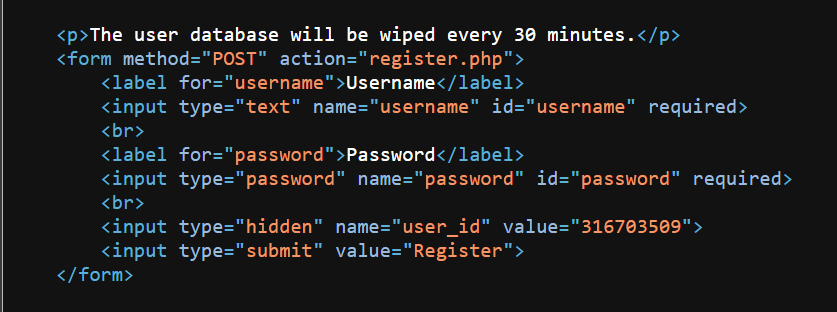 <p>The user database will be wiped every 30 minutes.</p>
<form method="POST" action="register.php">
    <label for="username">Username</label>
    <input type="text" name="username" id="username" required>
    <br>
    <label for="password">Password</label>
    <input type="password" name="password" id="password" required>
    <br>
    <input type="hidden" name="user_id" value="316703509">
    <input type="submit" value="Register">
</form>